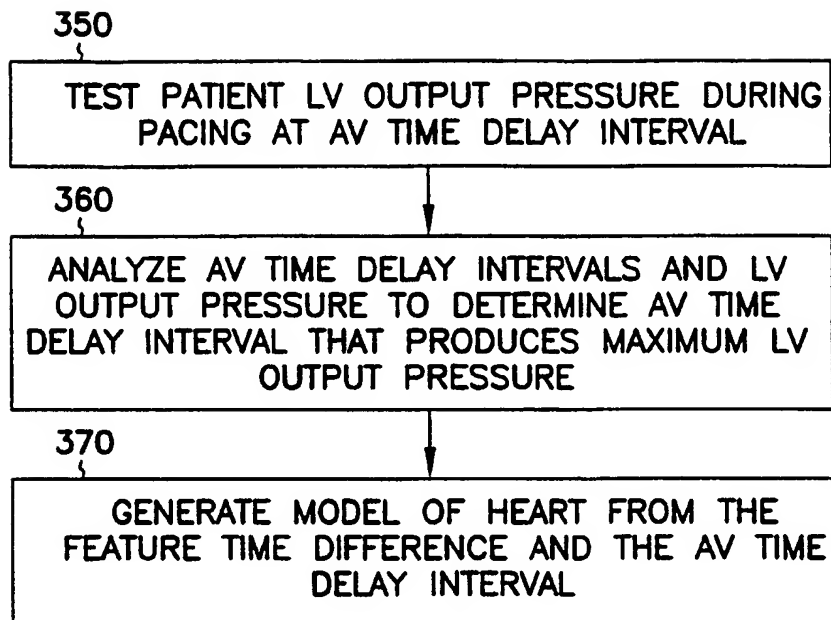 350
TEST PATIENT LV OUTPUT PRESSURE DURING
PACING AT AV TIME DELAY INTERVAL
360
ANALYZE AV TIME DELAY INTERVALS AND LV
OUTPUT PRESSURE TO DETERMINE AV TIME
DELAY INTERVAL THAT PRODUCES MAXIMUM LV
OUTPUT PRESSURE
370
GENERATE MODEL OF HEART FROM THE
FEATURE TIME DIFFERENCE AND THE AV TIME
DELAY INTERVAL